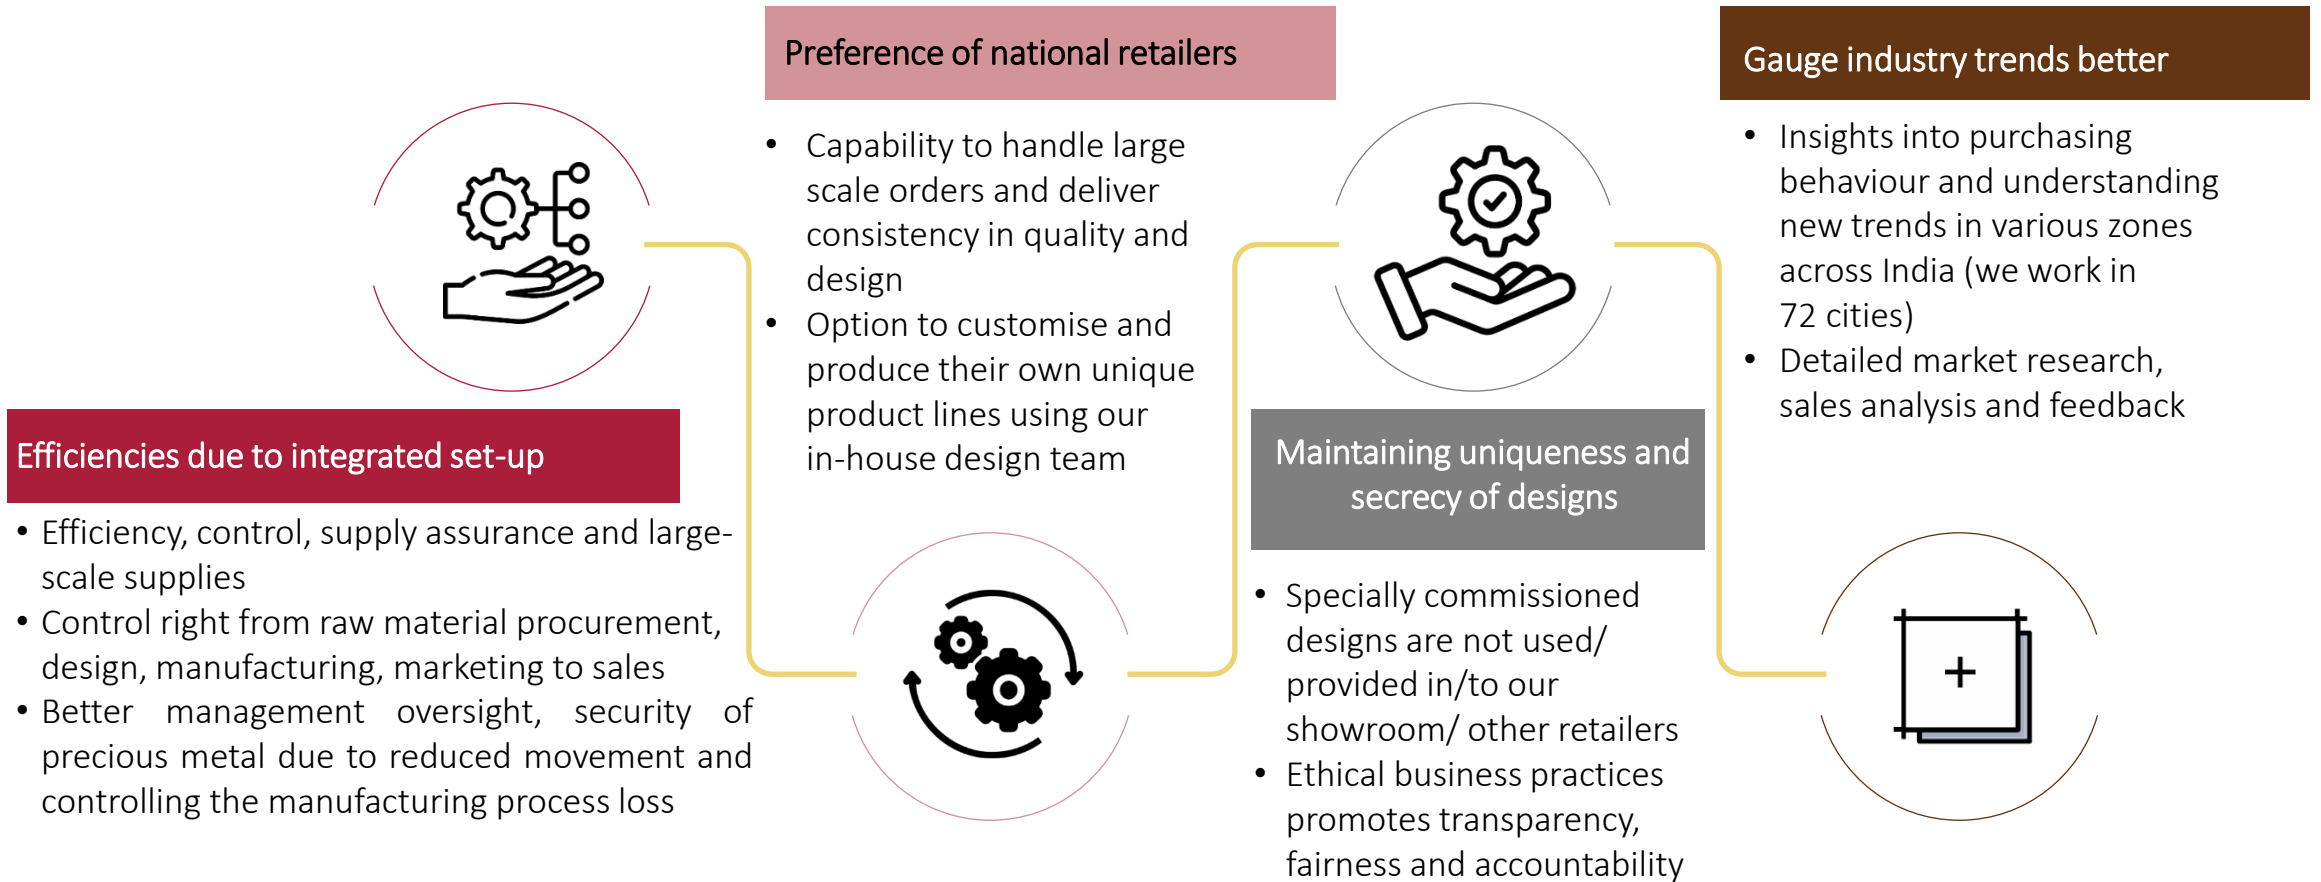 Efficiencies due to integrated set-up
• Efficiency, control, supply assurance and large-
scale supplies
• Control right from raw material procurement,
design, manufacturing, marketing to sales
• Better management oversight, security of
precious metal due to reduced movement and
controlling the manufacturing process loss
Preference of national retailers
• Capability to handle large
scale orders and deliver
consistency in quality and
design
• Option to customise and
produce their own unique
product lines using our
in-house design team
Maintaining uniqueness and
secrecy of designs
• Specially commissioned
designs are not used/
provided in/to our
showroom/ other retailers
• Ethical business practices
promotes transparency,
fairness and accountability
Gauge industry trends better
• Insights into purchasing
behaviour and understanding
new trends in various zones
across India (we work in
72 cities)
• Detailed market research,
sales analysis and feedback